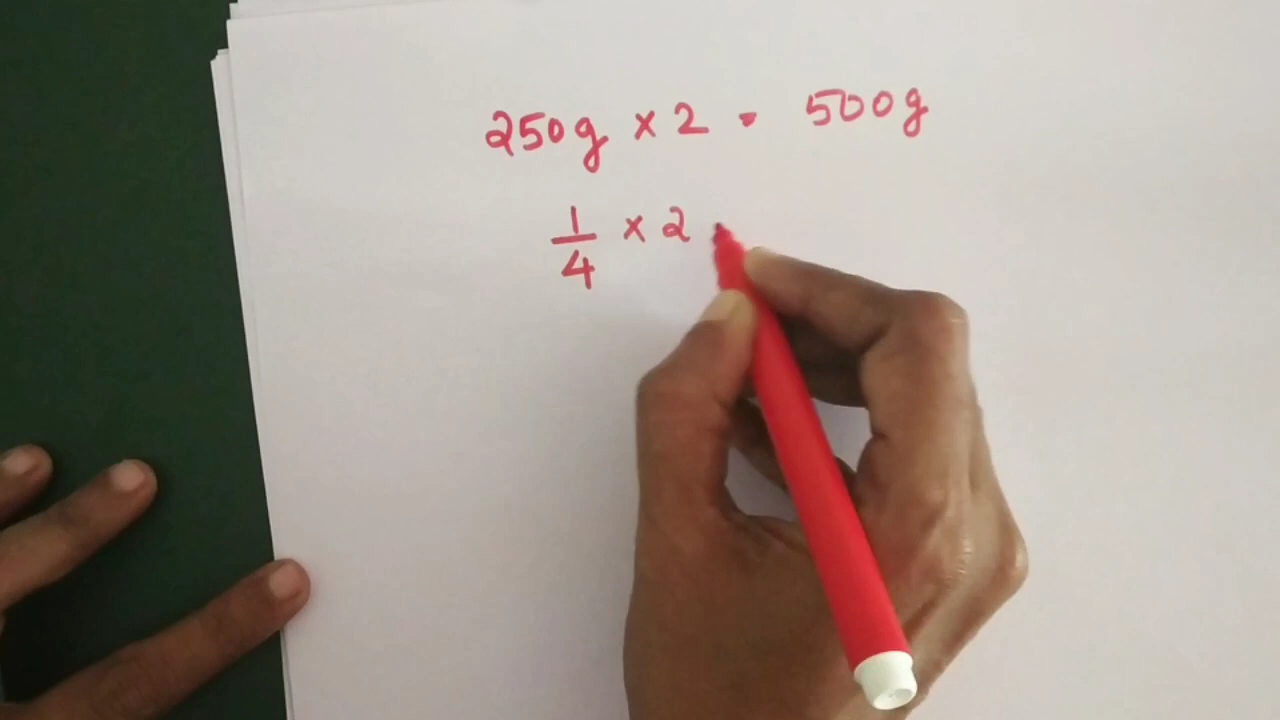 250g × 2 = 500g
1/4 × 2